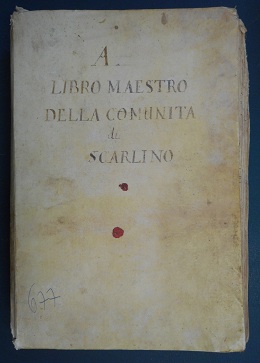 A
LIBRO MAESTRO
DELLA COMUNITA
di
SCARLINO
677